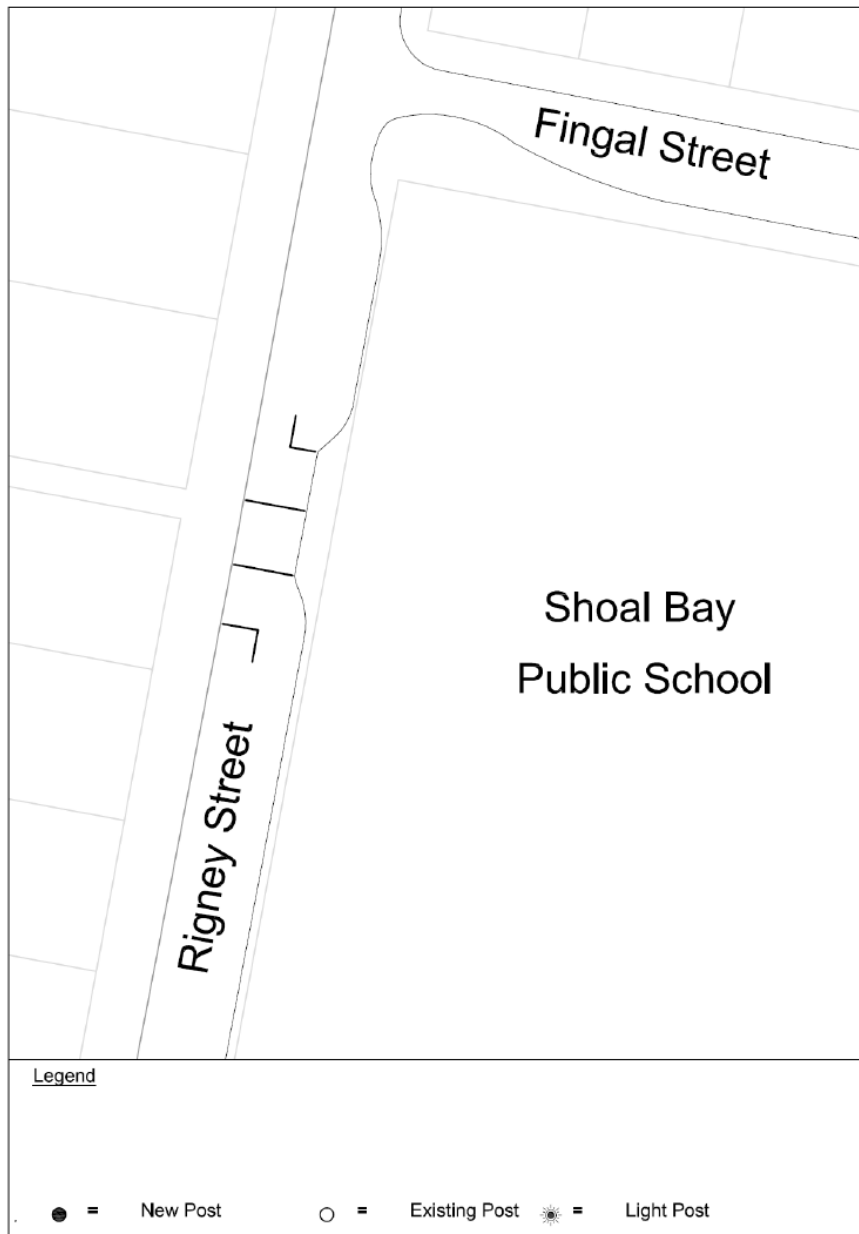 Fingal Street
Shoal Bay
Public School
Rigney Street
Legend
= New Post
= Existing Post
= Light Post